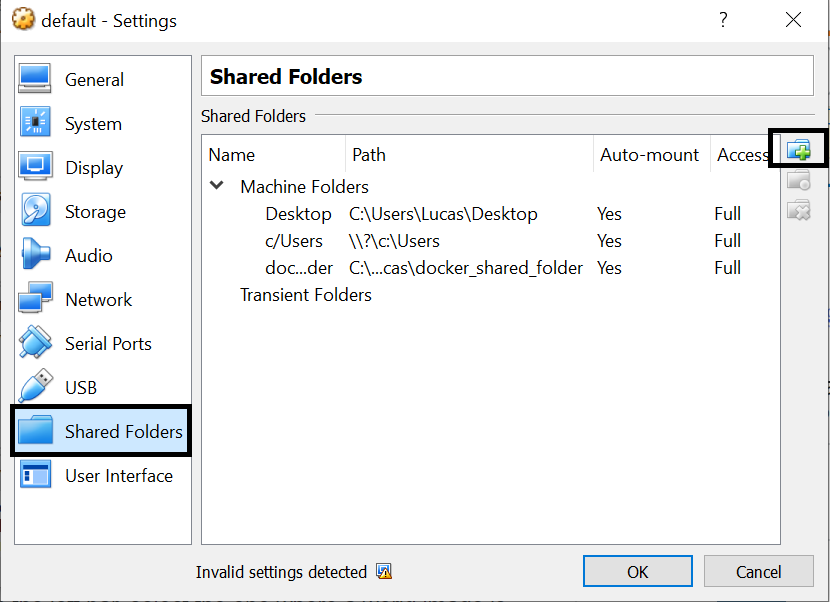 default - Settings ?
General
System
Display
Storage
Audio
Network
Serial Ports
USB
Shared Folders
User Interface
Shared Folders
Shared Folders
Name Path Auto-mount Access
Machine Folders
Desktop C:\Users\Lucas\Desktop Yes Full
c/Users \\?\c:\Users Yes Full
doc...der C:\...cas\docker_shared_folder Yes Full
Transient Folders
Invalid settings detected OK Cancel